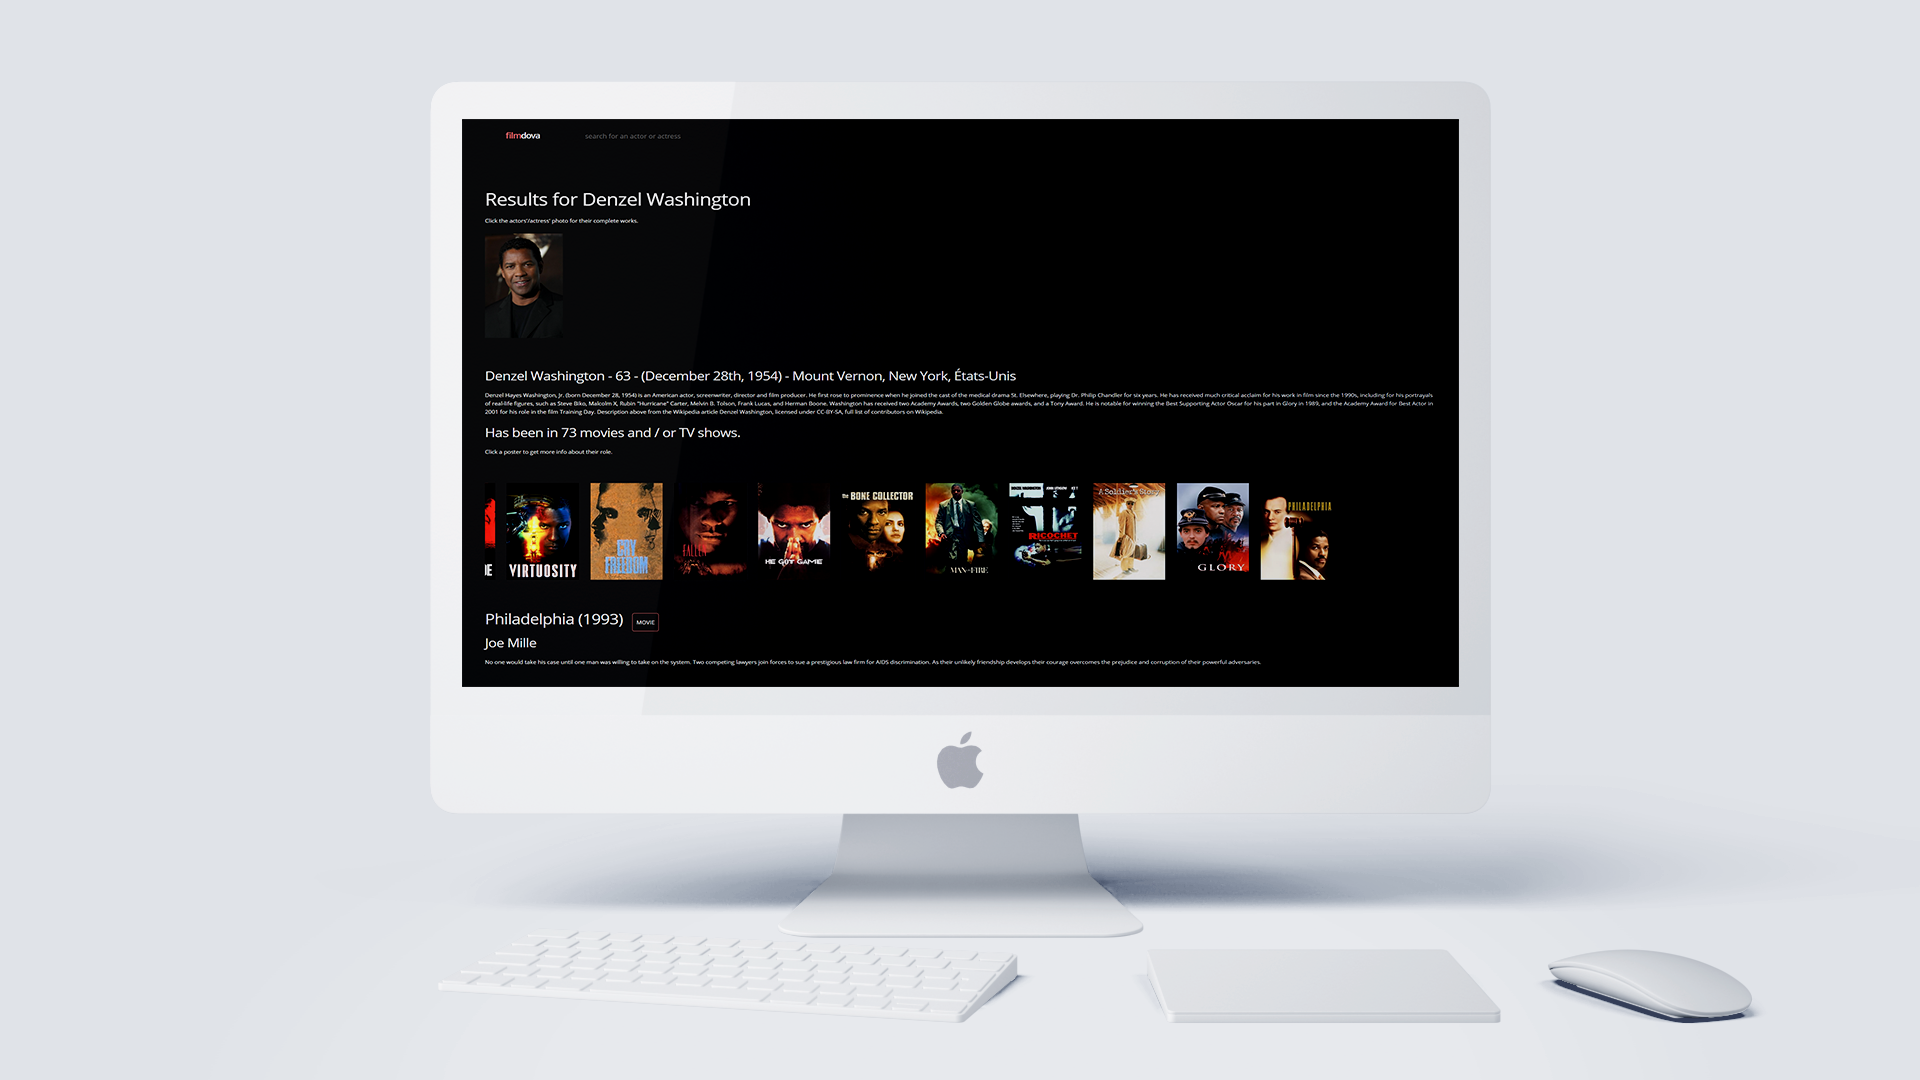 filmdova
search for an actor or actress
Results for Denzel Washington
Click the actors'/actress' photo for their complete works.
Denzel Washington - 63 - (December 28th, 1954) - Mount Vernon, New York, États-Unis
Denzel Hayes Washington, Jr. (born December 28, 1954) is an American actor, screenwriter, director and film producer. He first rose to prominence when he joined the cast of the medical drama St. Elsewhere, playing Dr. Philip Chandler for six years. He has received much critical acclaim for his work in film since the 1990s, including for his portrayals
of real-life figures, such as Steve Biko, Malcolm X, Rubin "Hurricane" Carter, Melvin B. Tolson, Frank Lucas, and Herman Boone. Washington has received two Academy Awards, two Golden Globe awards, and a Tony Award. He is notable for winning the Best Supporting Actor Oscar for his part in Glory in 1989, and the Academy Award for Best Actor in
2001 for his role in the film Training Day. Description above from the Wikipedia article Denzel Washington, licensed under CC-BY-SA, full list of contributors on Wikipedia.
Has been in 73 movies and / or TV shows.
Click a poster to get more info about their role.
DE
VIRTUOSITY
CRY FREEDOM
FALLEN
HE GOT GAME
the BONE COLLECTOR
MAN ON FIRE
DENZEL WASHINGTON JOHN LITHGOW ICE T
RICOCHET
A Soldier's Story
GLORY
PHILADELPHIA
Philadelphia (1993) MOVIE
Joe Mille
No one would take his case until one man was willing to take on the system. Two competing lawyers join forces to sue a prestigious law firm for AIDS discrimination. As their unlikely friendship develops their courage overcomes the prejudice and corruption of their powerful adversaries.